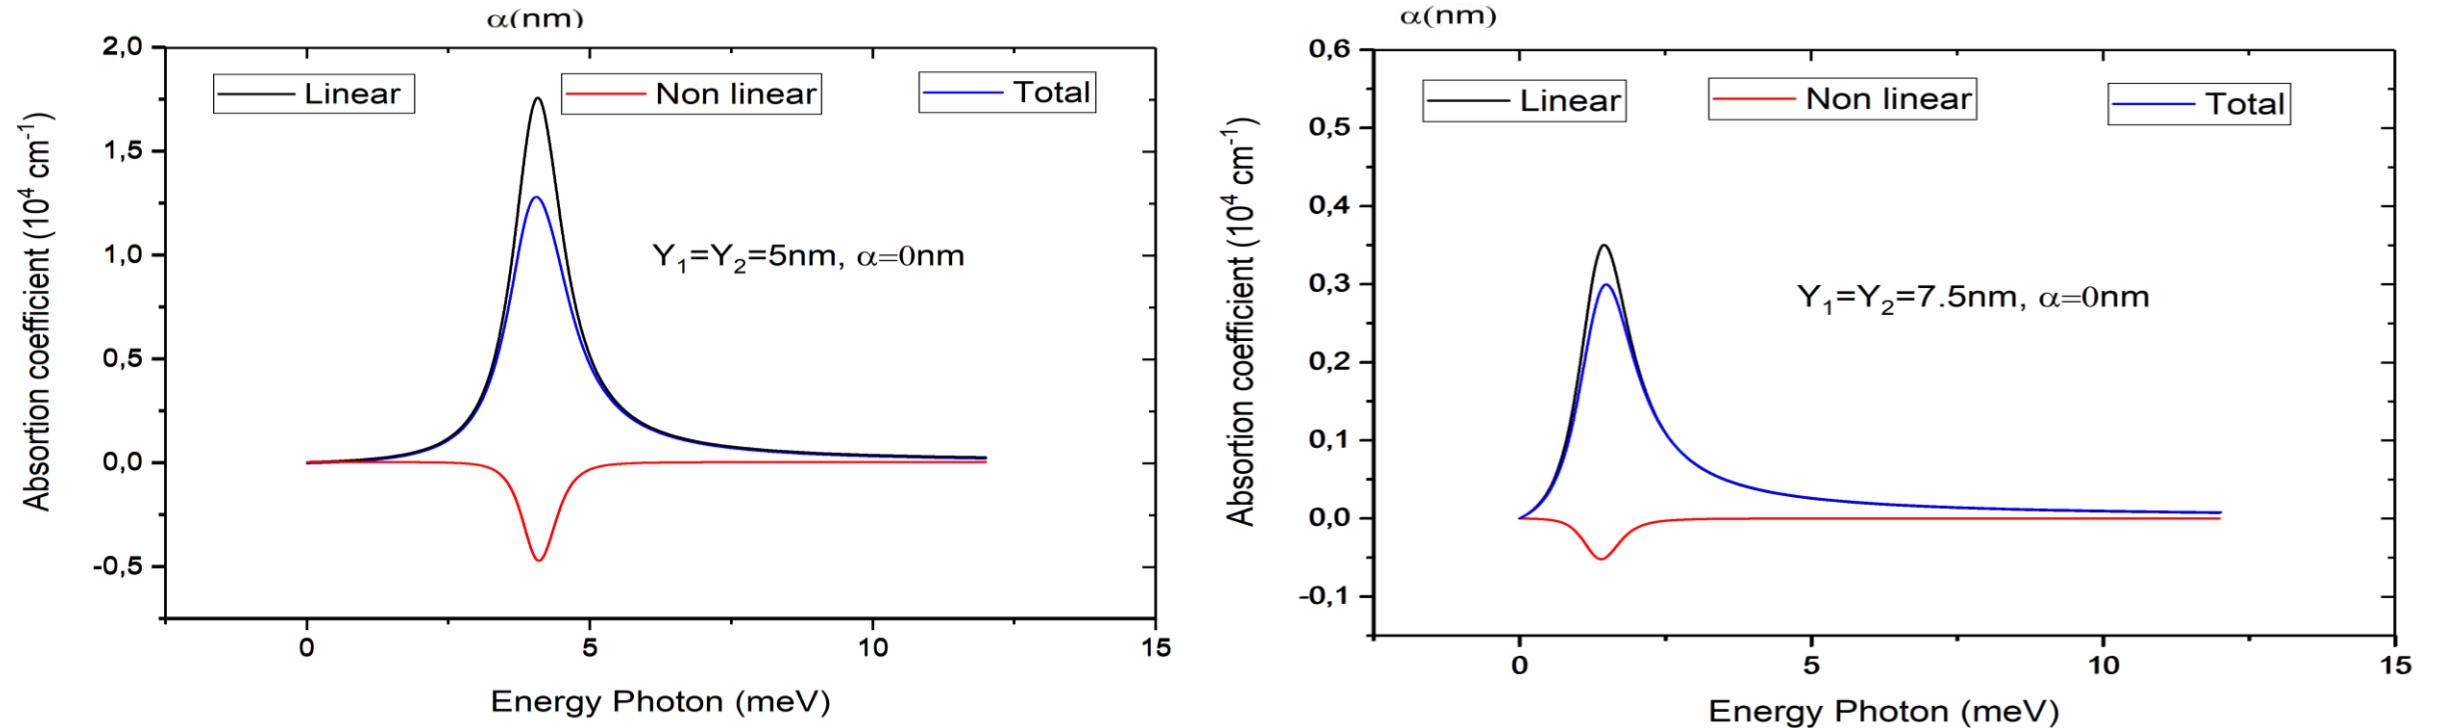 α(nm)
2,0
1,5
1,0
0,5
0,0
-0,5
Absortion coefficient (10⁴ cm⁻¹)
Linear
Non linear
Total
Y₁=Y₂=5nm, α=0nm
0
5
10
15
Energy Photon (meV)
α(nm)
0,6
0,5
0,4
0,3
0,2
0,1
0,0
-0,1
Absortion coefficient (10⁴ cm⁻¹)
Linear
Non linear
Total
Y₁=Y₂=7.5nm, α=0nm
0
5
10
15
Energy Photon (meV)